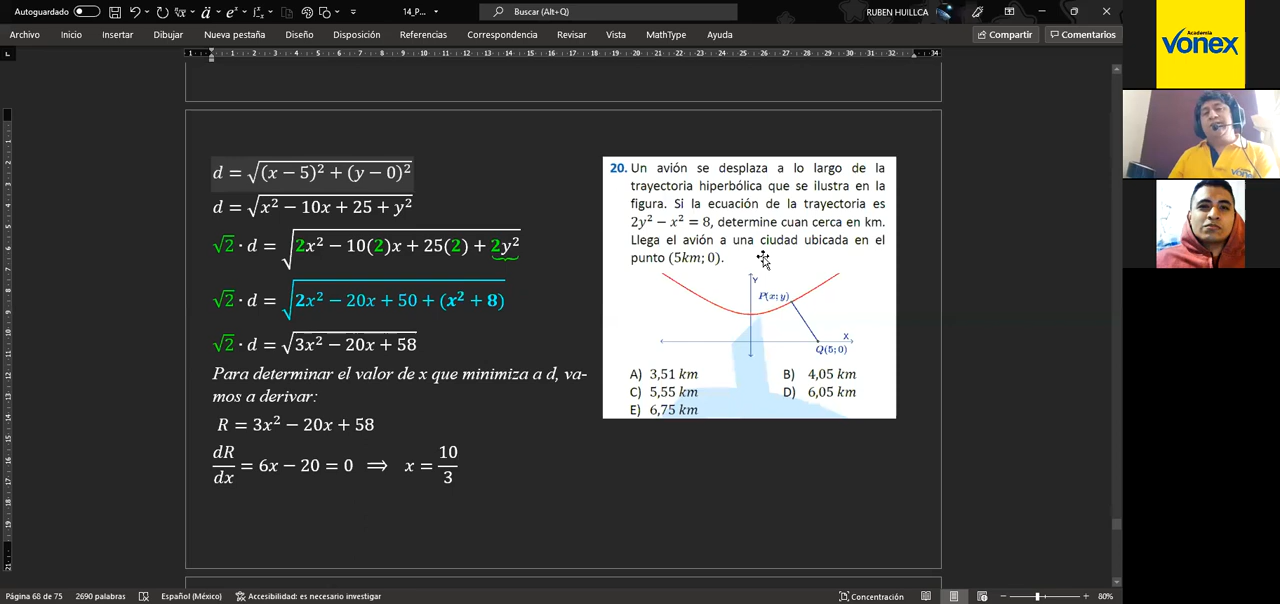 Autoguardado
14_P...
Buscar (Alt+Q)
RUBEN HUILLCA
Archivo Inicio Insertar Dibujar Nueva pestaña Diseño Disposición Referencias Correspondencia Revisar Vista MathType Ayuda
Compartir Comentarios
Academia
Vonex
d = √((x − 5)² + (y − 0)²)
d = √(x² − 10x + 25 + y²)
√2 · d = √(2x² − 10(2)x + 25(2) + 2y²)
√2 · d = √(2x² − 20x + 50 + (x² + 8))
√2 · d = √(3x² − 20x + 58)
Para determinar el valor de x que minimiza a d, va-
mos a derivar:
R = 3x² − 20x + 58
dR/dx = 6x − 20 = 0 ⟹ x = 10/3
20. Un avión se desplaza a lo largo de la
trayectoria hiperbólica que se ilustra en la
figura. Si la ecuación de la trayectoria es
2y² − x² = 8, determine cuan cerca en km.
Llega el avión a una ciudad ubicada en el
punto (5km; 0).
Y
P(x; y)
X
Q(5; 0)
A) 3,51 km B) 4,05 km
C) 5,55 km D) 6,05 km
E) 6,75 km
Página 68 de 75 2690 palabras Español (México) Accesibilidad: es necesario investigar
Concentración 80%